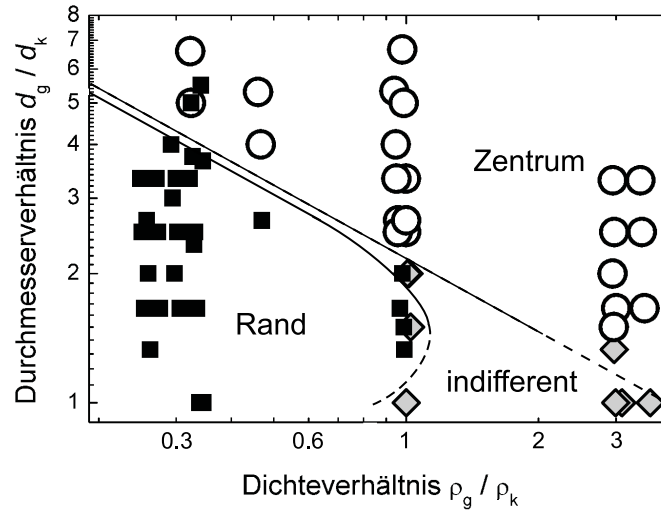 Durchmesserverhältnis d_g / d_k
8
7
6
5
4
3
2
1
Zentrum
Rand
indifferent
0.3 0.6 1 2 3
Dichteverhältnis ρ_g / ρ_k